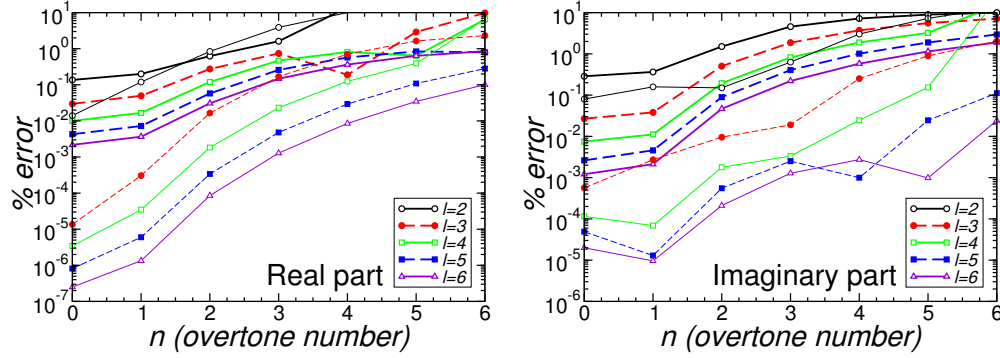 10^1
10^0
10^-1
10^-2
10^-3
10^-4
10^-5
10^-6
10^-7
% error
0 1 2 3 4 5 6
n (overtone number)
Real part
l=2
l=3
l=4
l=5
l=6
10^1
10^0
10^-1
10^-2
10^-3
10^-4
10^-5
10^-6
% error
0 1 2 3 4 5 6
n (overtone number)
Imaginary part
l=2
l=3
l=4
l=5
l=6